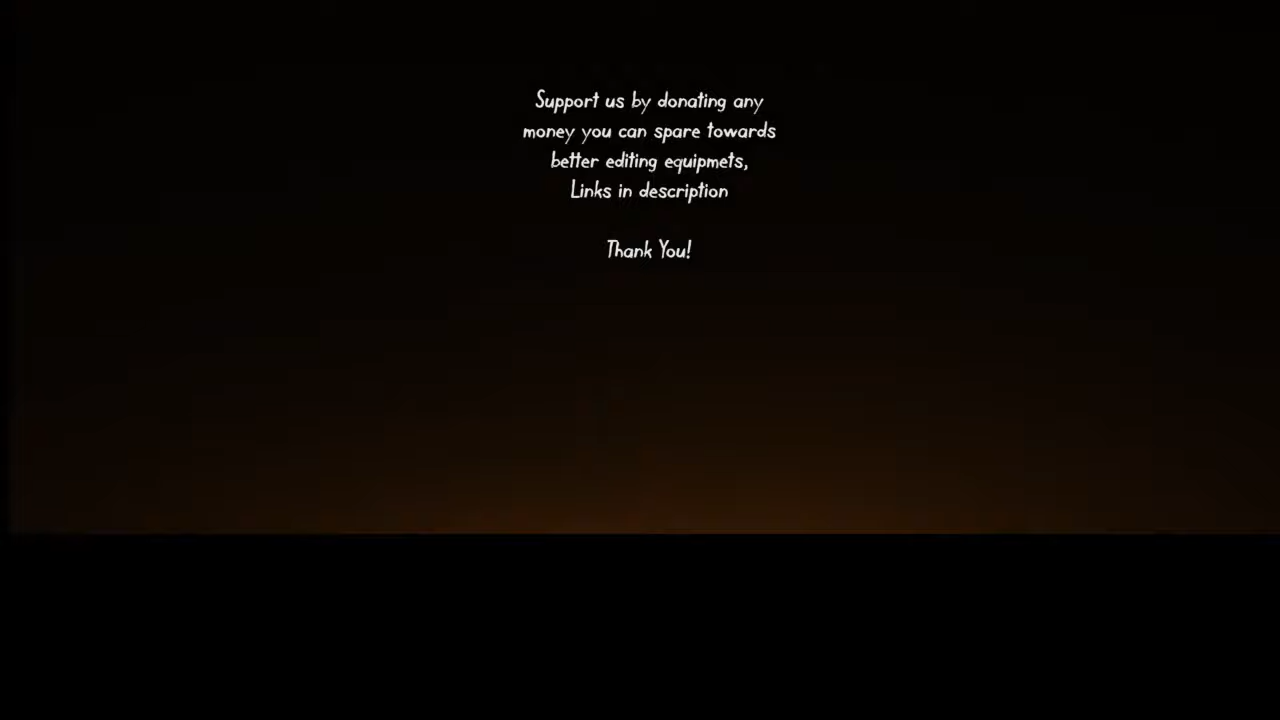 Support us by donating any
money you can spare towards
better editing equipmets,
Links in description
Thank You!